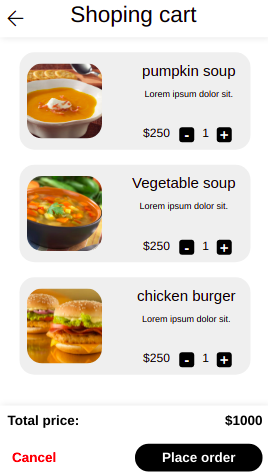 Shoping cart
pumpkin soup
Lorem ipsum dolor sit.
$250 - 1 +
Vegetable soup
Lorem ipsum dolor sit.
$250 - 1 +
chicken burger
Lorem ipsum dolor sit.
$250 - 1 +
Total price: $1000
Cancel Place order